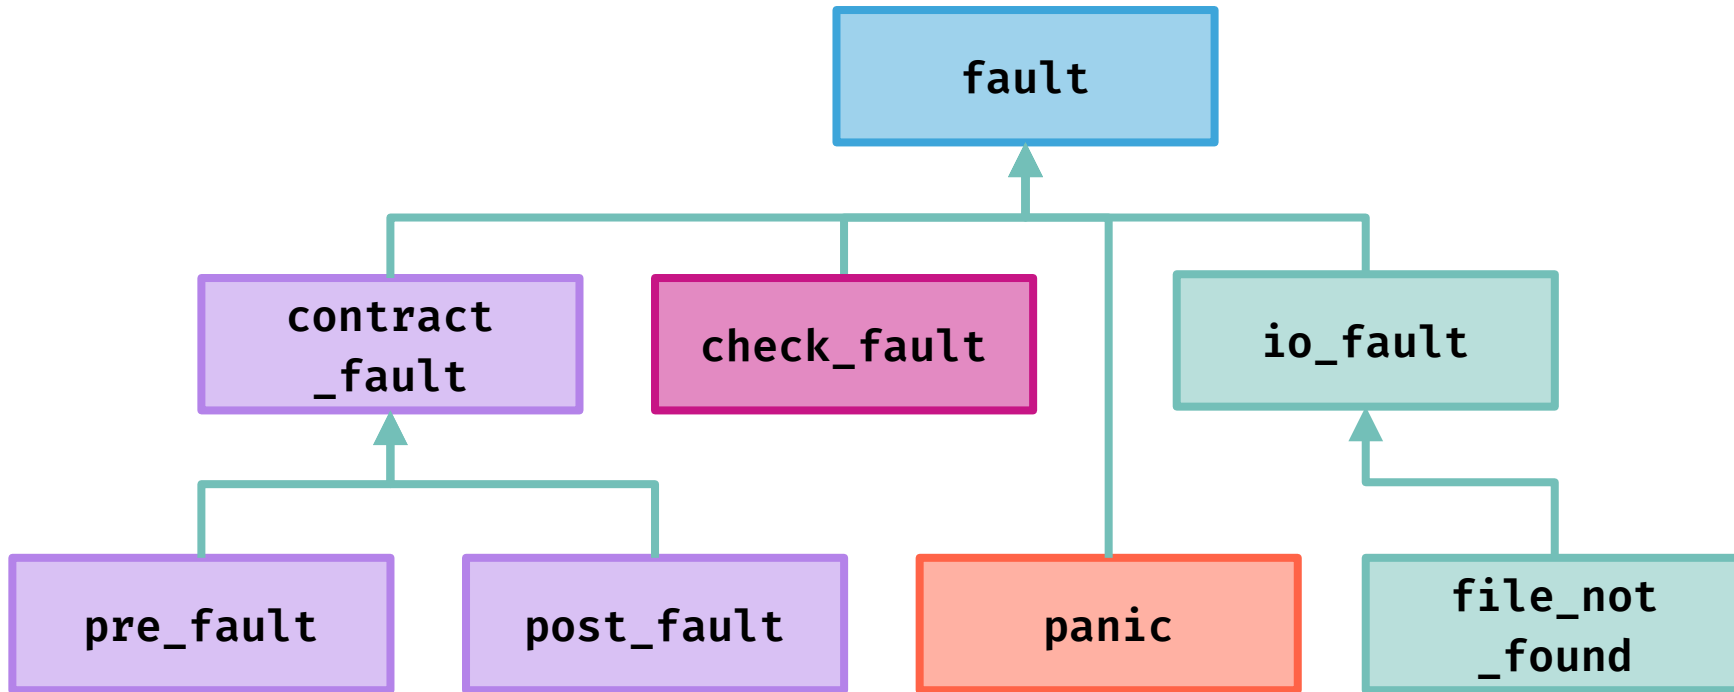 fault
contract
_fault
check_fault
io_fault
pre_fault
post_fault
panic
file_not
_found